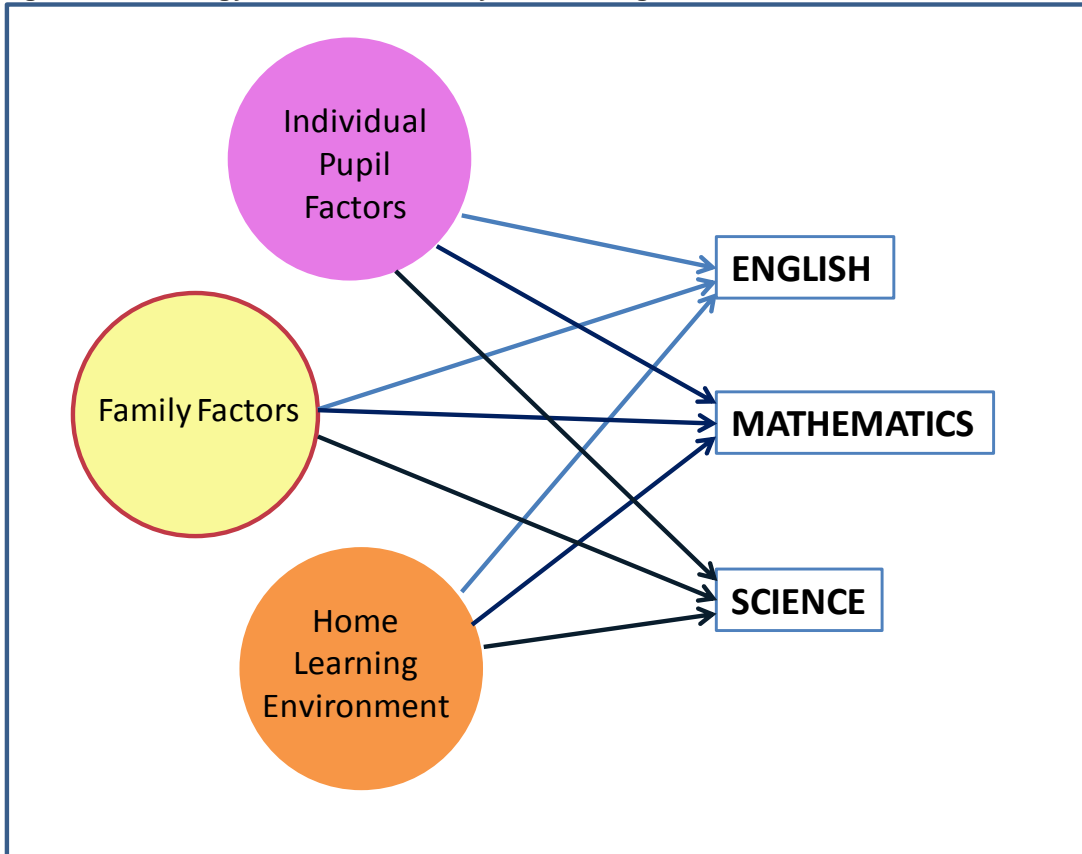 Individual
Pupil
Factors
ENGLISH
Family Factors
MATHEMATICS
SCIENCE
Home
Learning
Environment